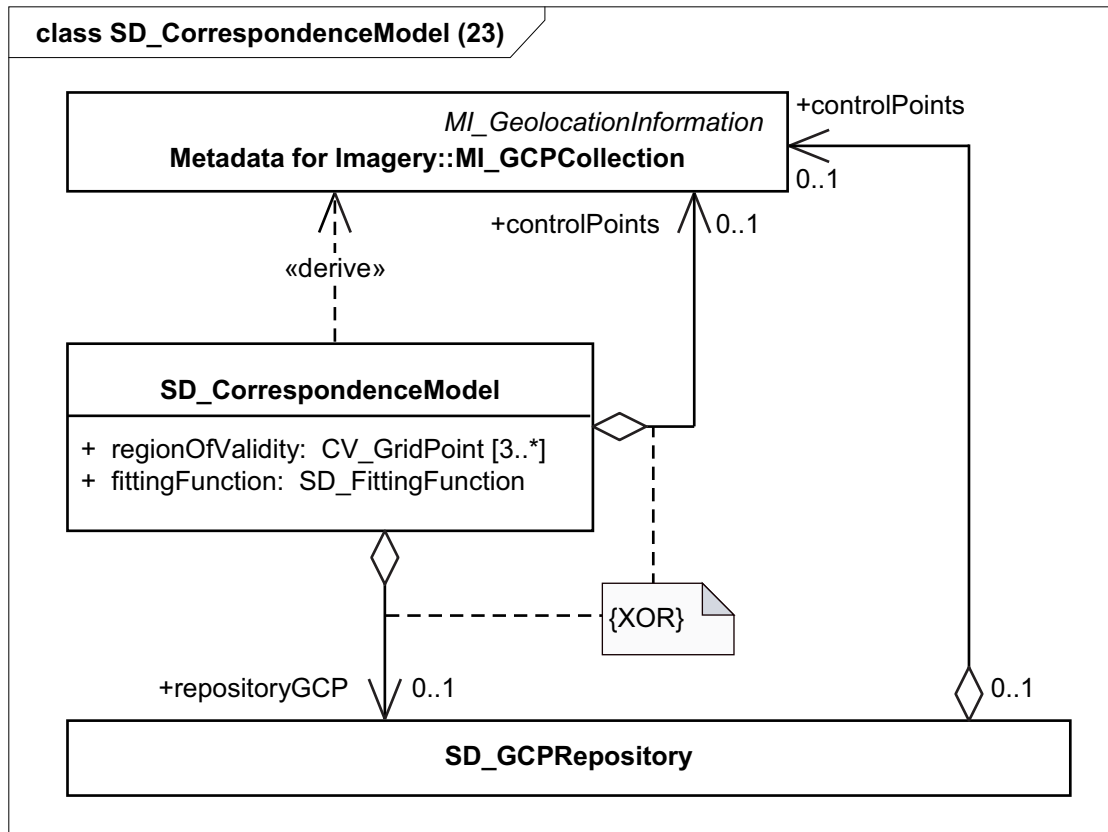 class SD_CorrespondenceModel (23)
+controlPoints
MI_GeolocationInformation
Metadata for Imagery::MI_GCPCollection
0..1
+controlPoints 0..1
«derive»
SD_CorrespondenceModel
+ regionOfValidity: CV_GridPoint [3..*]
+ fittingFunction: SD_FittingFunction
{XOR}
+repositoryGCP 0..1
0..1
SD_GCPRepository